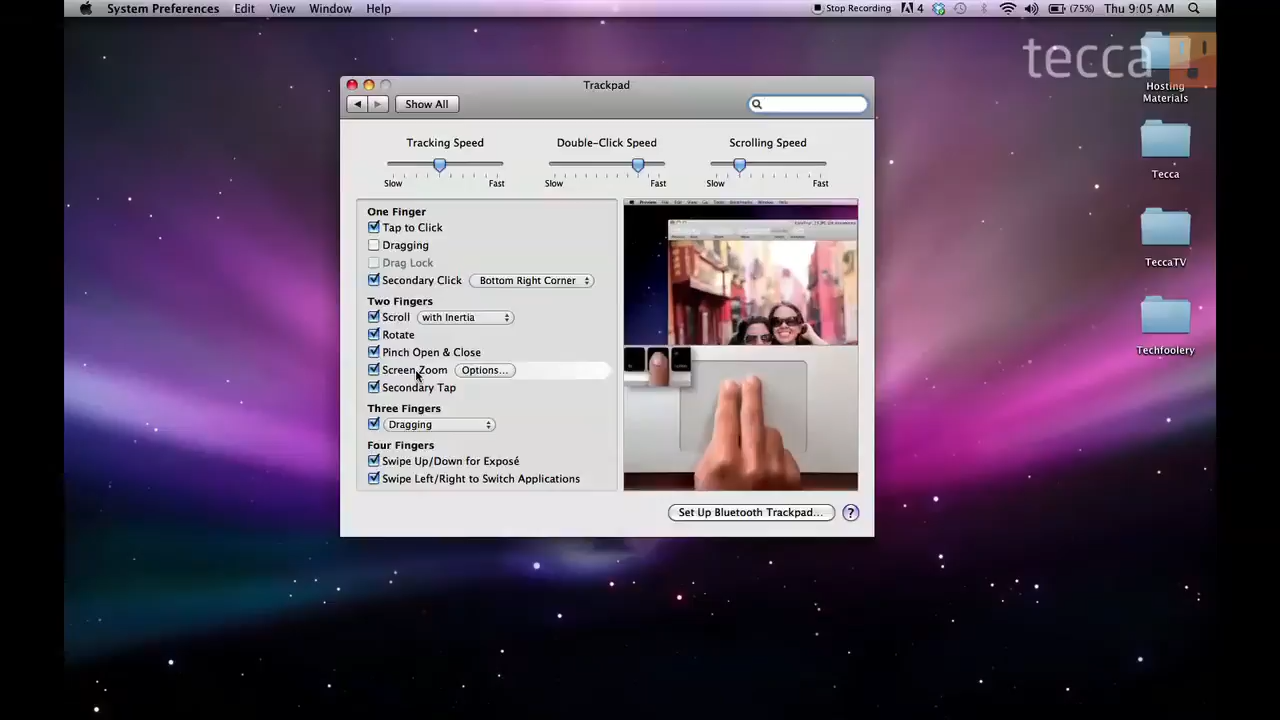 System Preferences Edit View Window Help
Stop Recording 4 (75%) Thu 9:05 AM
tecca
Hosting
Materials
Tecca
TeccaTV
Techfoolery
Trackpad
Show All
Tracking Speed Double-Click Speed Scrolling Speed
Slow Fast Slow Fast Slow Fast
One Finger
Tap to Click
Dragging
Drag Lock
Secondary Click Bottom Right Corner
Two Fingers
Scroll with Inertia
Rotate
Pinch Open & Close
Screen Zoom Options...
Secondary Tap
Three Fingers
Dragging
Four Fingers
Swipe Up/Down for Exposé
Swipe Left/Right to Switch Applications
Set Up Bluetooth Trackpad... ?